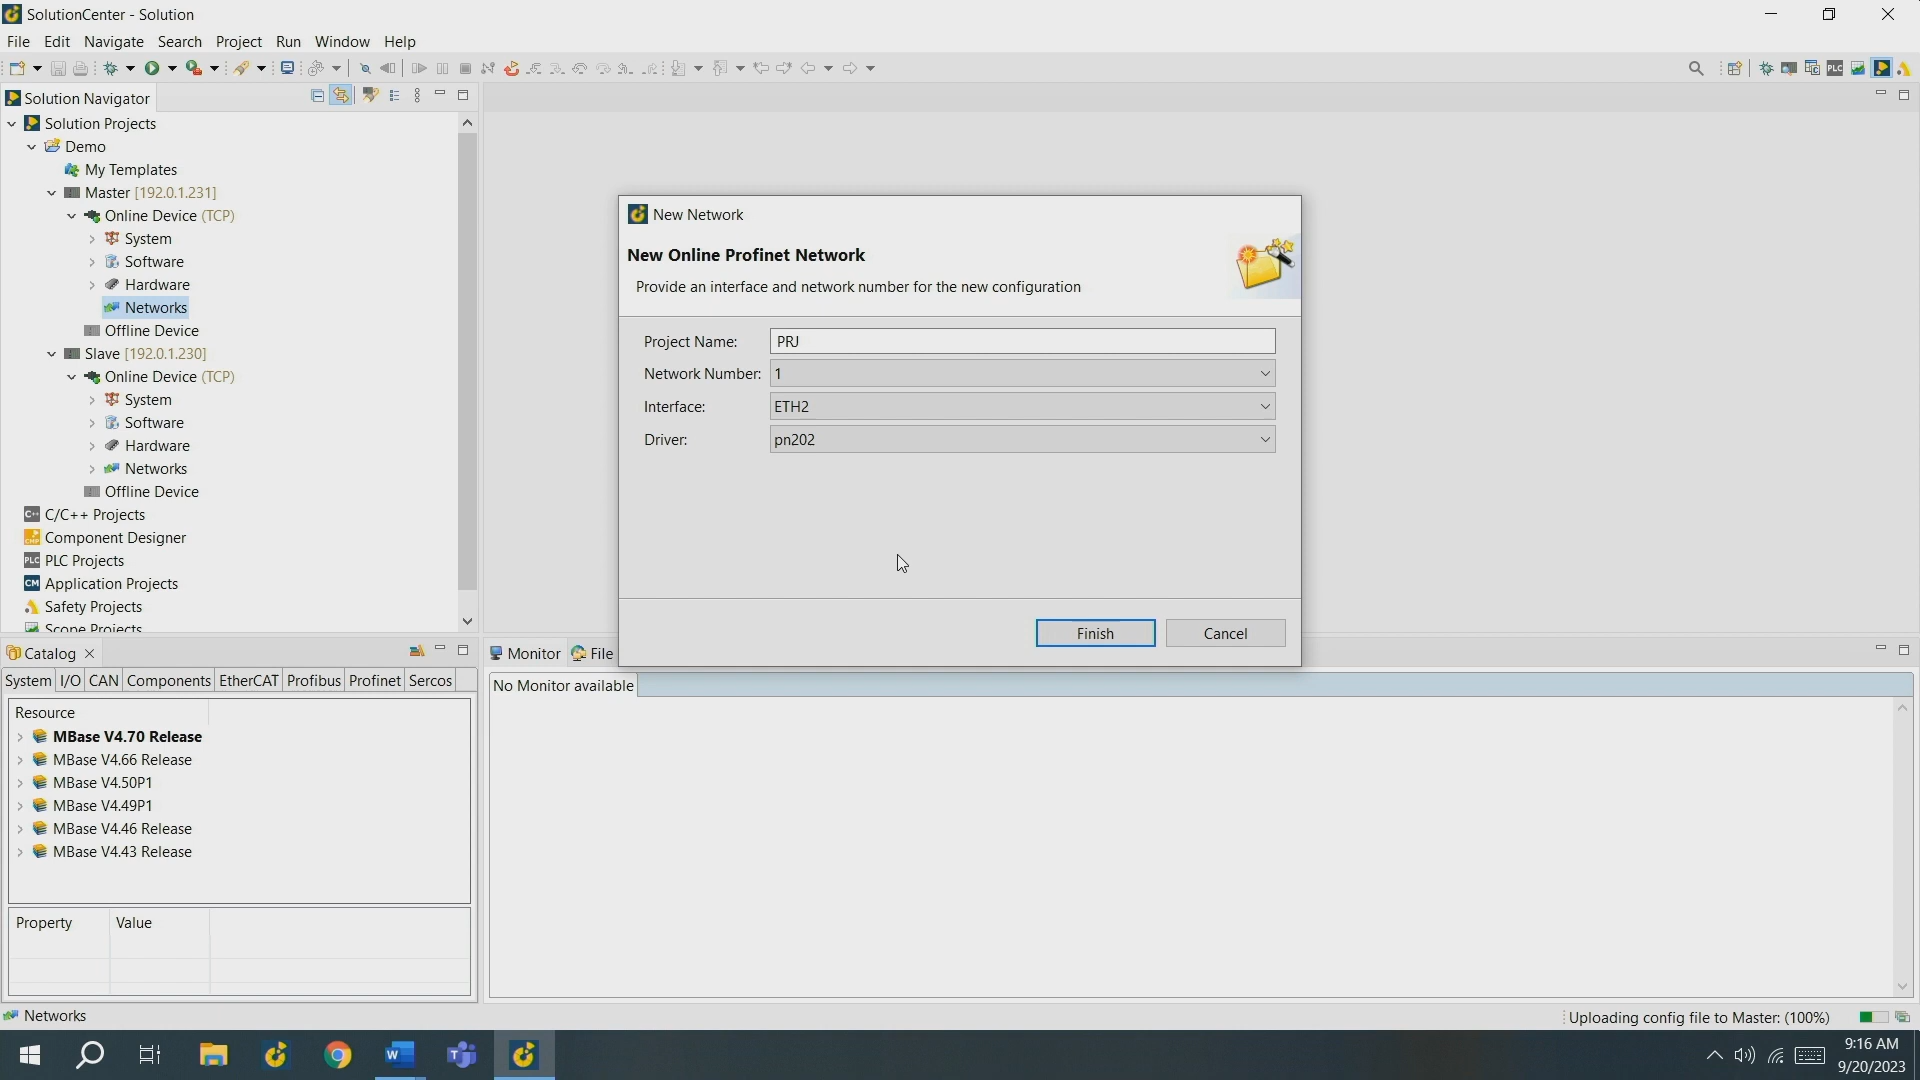 SolutionCenter - Solution
File Edit Navigate Search Project Run Window Help
Solution Navigator
Solution Projects
Demo
My Templates
Master [192.0.1.231]
Online Device (TCP)
System
Software
Hardware
Networks
Offline Device
Slave [192.0.1.230]
Online Device (TCP)
System
Software
Hardware
Networks
Offline Device
C/C++ Projects
Component Designer
PLC Projects
Application Projects
Safety Projects
Scope Projects
New Network
New Online Profinet Network
Provide an interface and network number for the new configuration
Project Name: PRJ
Network Number: 1
Interface: ETH2
Driver: pn202
Finish Cancel
Catalog
System I/O CAN Components EtherCAT Profibus Profinet Sercos
Resource
MBase V4.70 Release
MBase V4.66 Release
MBase V4.50P1
MBase V4.49P1
MBase V4.46 Release
MBase V4.43 Release
Property Value
Monitor File
No Monitor available
Networks
Uploading config file to Master: (100%)
9:16 AM
9/20/2023